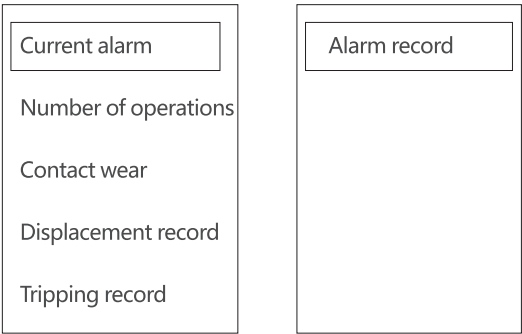 Current alarm
Number of operations
Contact wear
Displacement record
Tripping record
Alarm record